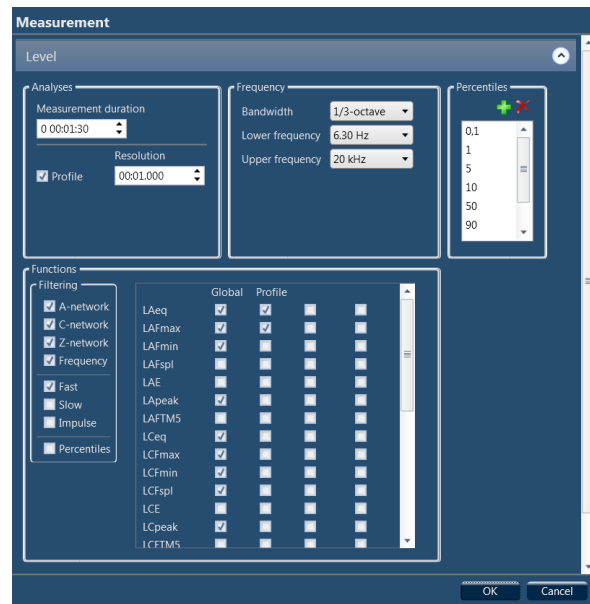 Measurement
Level
Analyses
Measurement duration
0 00:01:30
Resolution
Profile 00:01.000
Frequency
Bandwidth 1/3-octave
Lower frequency 6.30 Hz
Upper frequency 20 kHz
Percentiles
0,1
1
5
10
50
90
Functions
Filtering
A-network
C-network
Z-network
Frequency
Fast
Slow
Impulse
Percentiles
Global Profile
LAeq
LAFmax
LAFmin
LAFspl
LAE
LApeak
LAFTM5
LCeq
LCFmax
LCFmin
LCFspl
LCE
LCpeak
LCFTM5
OK Cancel